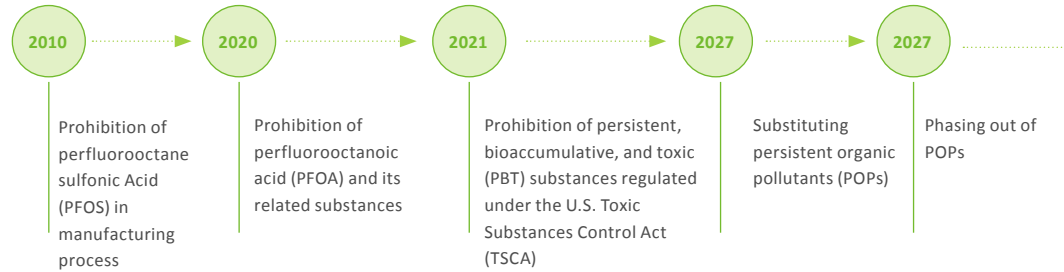 2010
2020
2021
2027
2027
Prohibition of
perfluorooctane
sulfonic Acid
(PFOS) in
manufacturing
process
Prohibition of
perfluorooctanoic
acid (PFOA) and its
related substances
Prohibition of persistent,
bioaccumulative, and toxic
(PBT) substances regulated
under the U.S. Toxic
Substances Control Act
(TSCA)
Substituting
persistent organic
pollutants (POPs)
Phasing out of
POPs